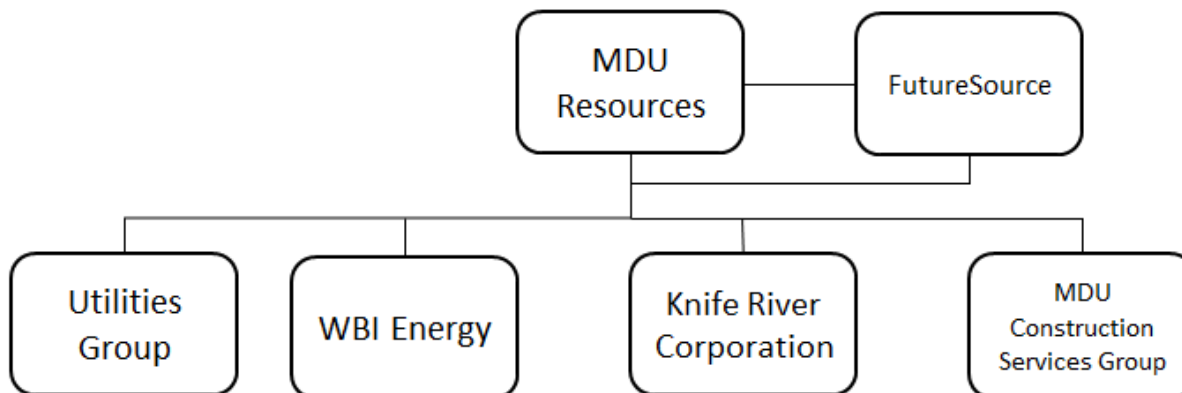 MDU
Resources
FutureSource
Utilities
Group
WBI Energy
Knife River
Corporation
MDU
Construction
Services Group